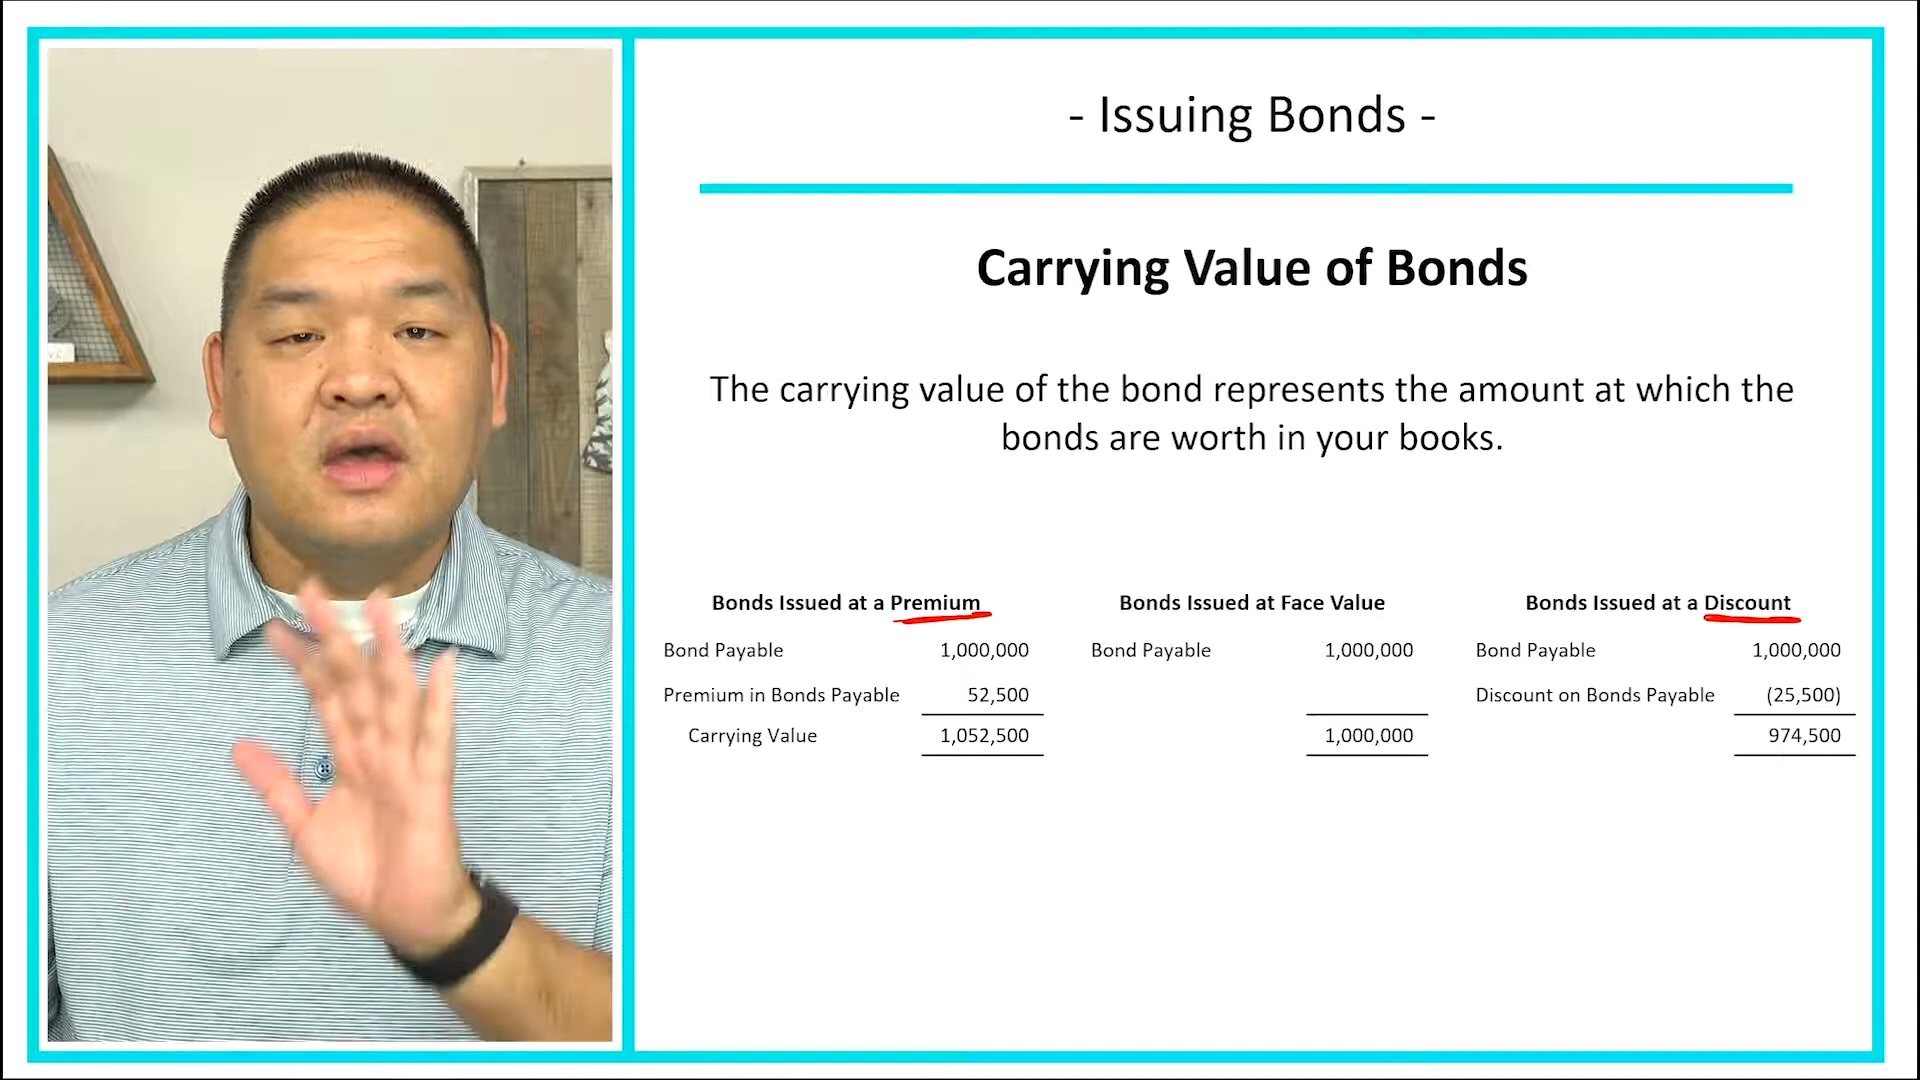 - Issuing Bonds -
Carrying Value of Bonds
The carrying value of the bond represents the amount at which the
bonds are worth in your books.
Bonds Issued at a Premium
Bond Payable 1,000,000
Premium in Bonds Payable 52,500
Carrying Value 1,052,500
Bonds Issued at Face Value
Bond Payable 1,000,000
1,000,000
Bonds Issued at a Discount
Bond Payable 1,000,000
Discount on Bonds Payable (25,500)
974,500